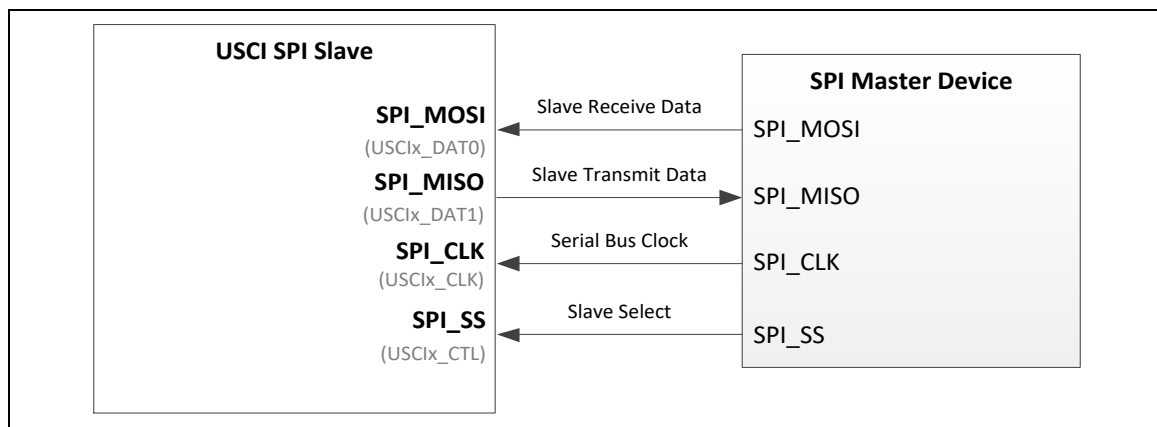 USCI SPI Slave
SPI Master Device
SPI_MOSI
(USCIx_DAT0)
Slave Receive Data
SPI_MOSI
SPI_MISO
(USCIx_DAT1)
Slave Transmit Data
SPI_MISO
SPI_CLK
(USCIx_CLK)
Serial Bus Clock
SPI_CLK
SPI_SS
(USCIx_CTL)
Slave Select
SPI_SS